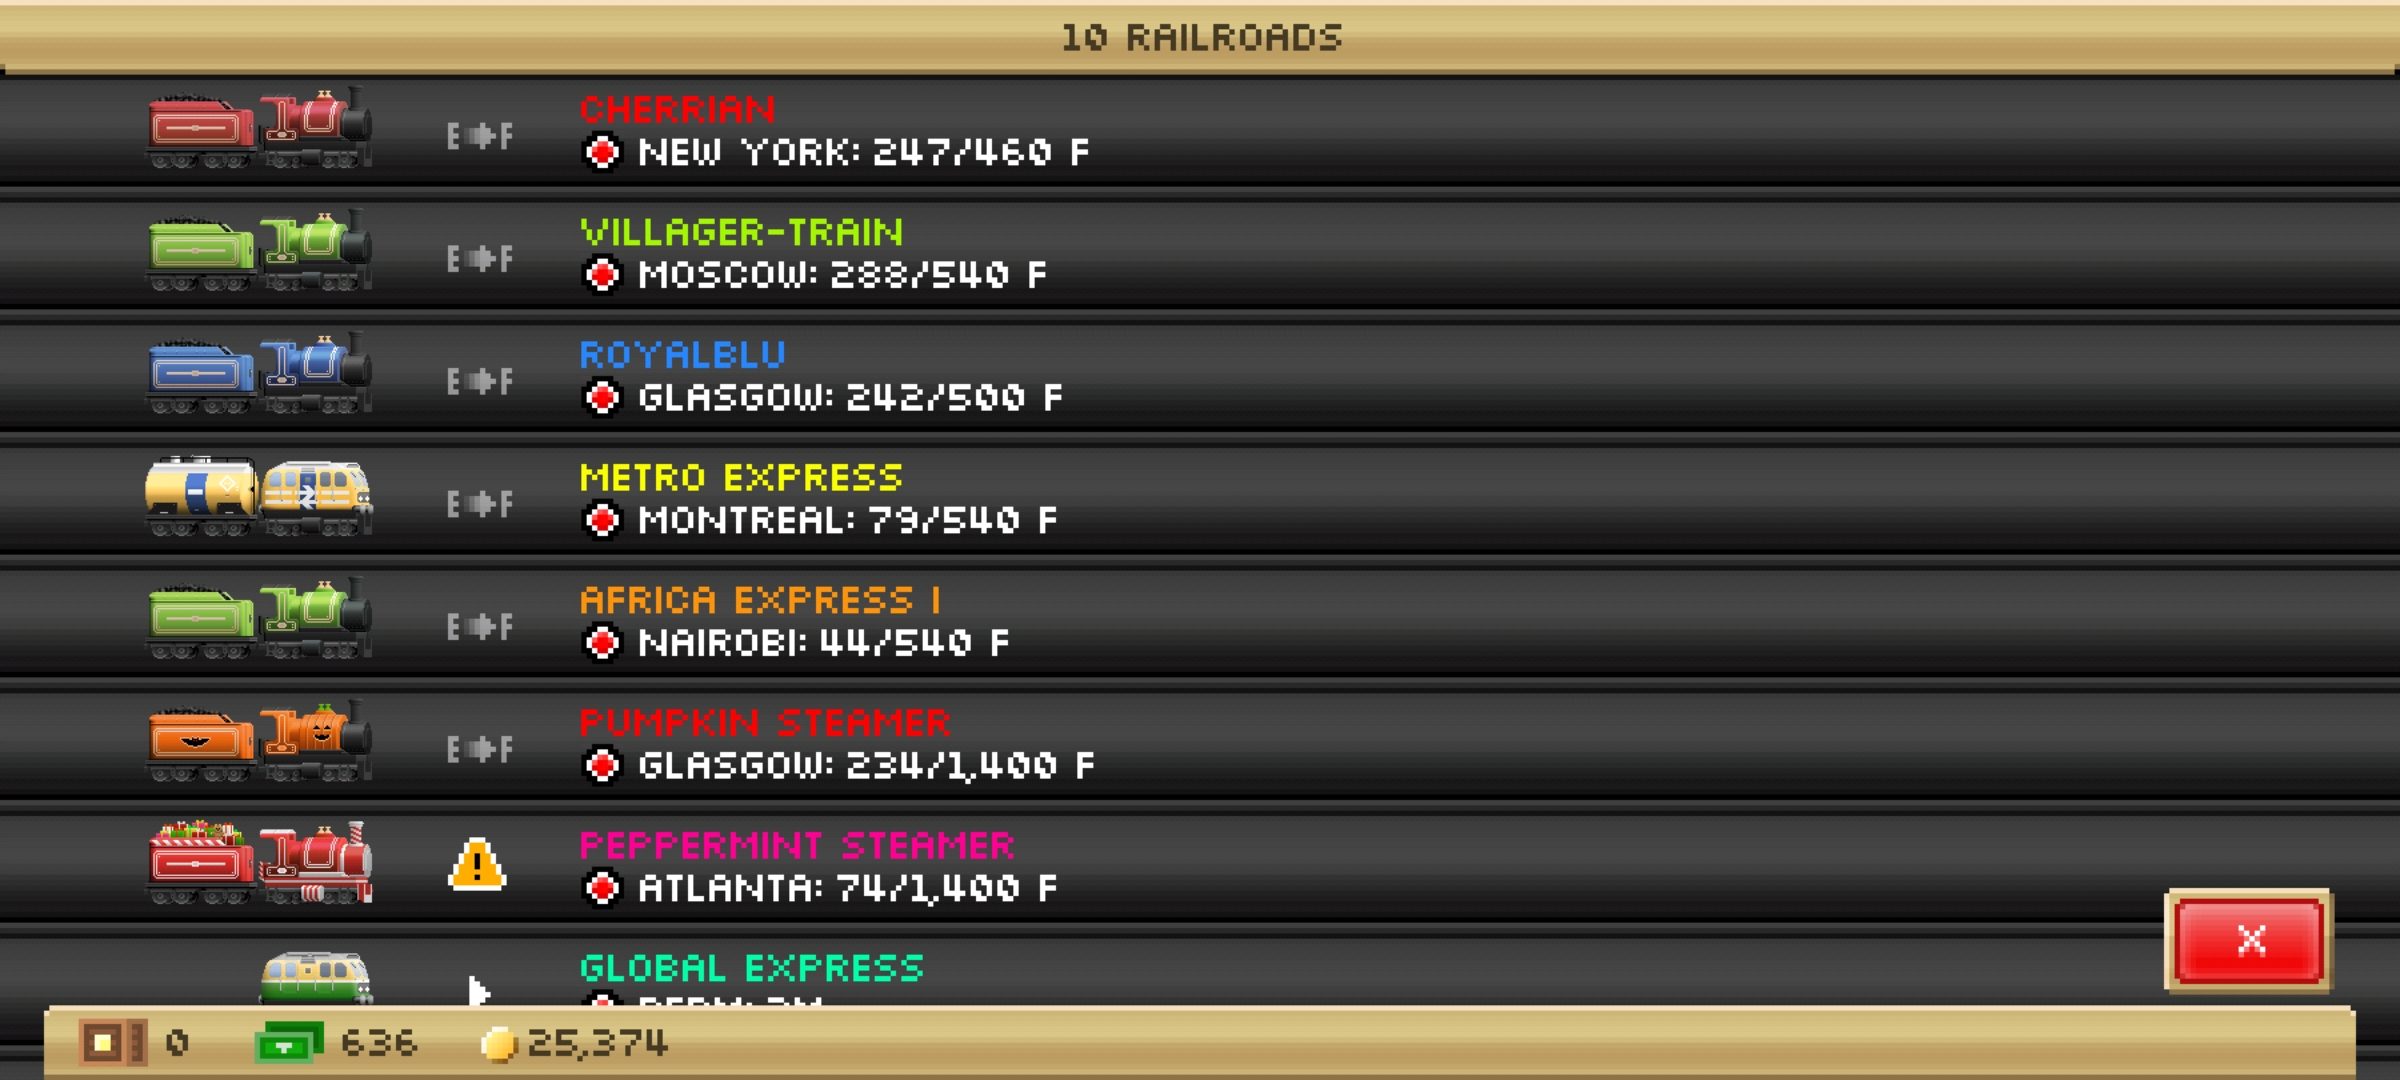 10 RAILROADS
CHERRIAN
E F
NEW YORK: 247/460 F
VILLAGER-TRAIN
E F
MOSCOW: 288/540 F
ROYALBLU
E F
GLASGOW: 242/500 F
METRO EXPRESS
E F
MONTREAL: 79/540 F
AFRICA EXPRESS I
E F
NAIROBI: 44/540 F
PUMPKIN STEAMER
E F
GLASGOW: 234/1,400 F
PEPPERMINT STEAMER
!
ATLANTA: 74/1,400 F
GLOBAL EXPRESS
X
0 636 25,374